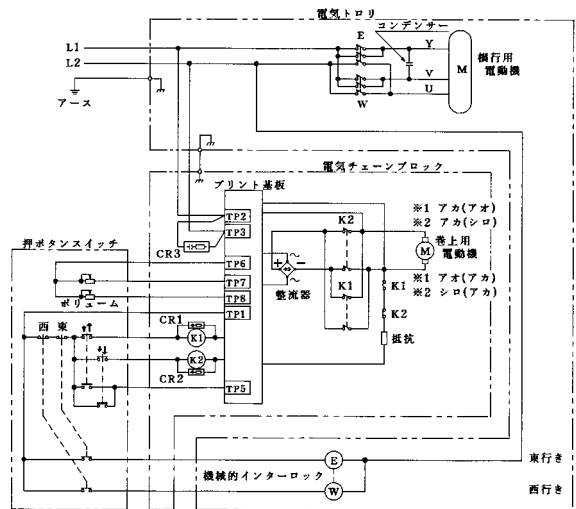 電気トロリ
コンデンサー
L1
L2
E
Y
V
U
W
M
横行用
電動機
アース
電気チェーンブロック
プリント基板
TP2
TP3
CR3
TP6
TP7
TP8
TP1
TP5
押ボタンスイッチ
ボリューム
西 東
CR1
K1
K2
CR2
+
−
整流器
K2
K1
※1 アカ(アオ)
※2 アカ(シロ)
M
巻上用
電動機
※1 アオ(アカ)
※2 シロ(アカ)
K1
K2
抵抗
機械的インターロック
E
W
東行き
西行き